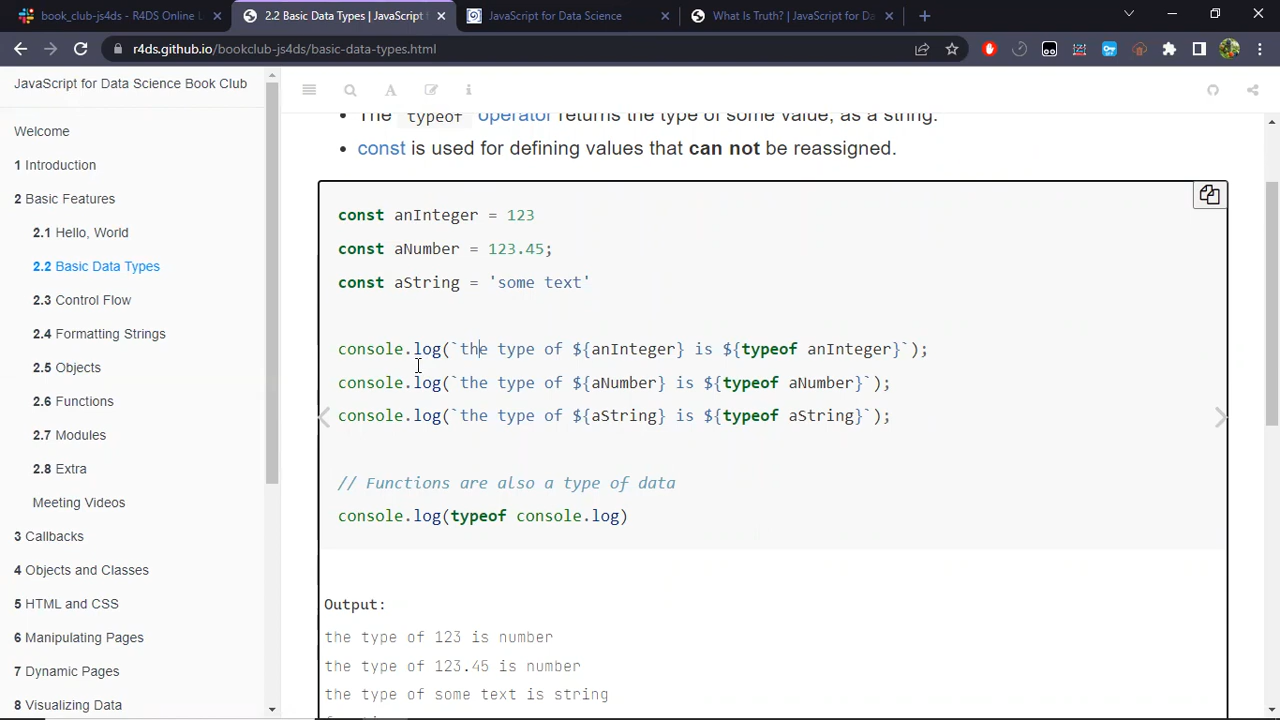 book_club-js4ds - R4DS Online L
2.2 Basic Data Types | JavaScript f
JavaScript for Data Science
What Is Truth? | JavaScript for Da
r4ds.github.io/bookclub-js4ds/basic-data-types.html
JavaScript for Data Science Book Club
Welcome
1 Introduction
2 Basic Features
2.1 Hello, World
2.2 Basic Data Types
2.3 Control Flow
2.4 Formatting Strings
2.5 Objects
2.6 Functions
2.7 Modules
2.8 Extra
Meeting Videos
3 Callbacks
4 Objects and Classes
5 HTML and CSS
6 Manipulating Pages
7 Dynamic Pages
8 Visualizing Data
• The typeof operator returns the type of some value, as a string.
• const is used for defining values that can not be reassigned.
const anInteger = 123
const aNumber = 123.45;
const aString = 'some text'
console.log(`the type of ${anInteger} is ${typeof anInteger}`);
console.log(`the type of ${aNumber} is ${typeof aNumber}`);
console.log(`the type of ${aString} is ${typeof aString}`);
// Functions are also a type of data
console.log(typeof console.log)
Output:
the type of 123 is number
the type of 123.45 is number
the type of some text is string